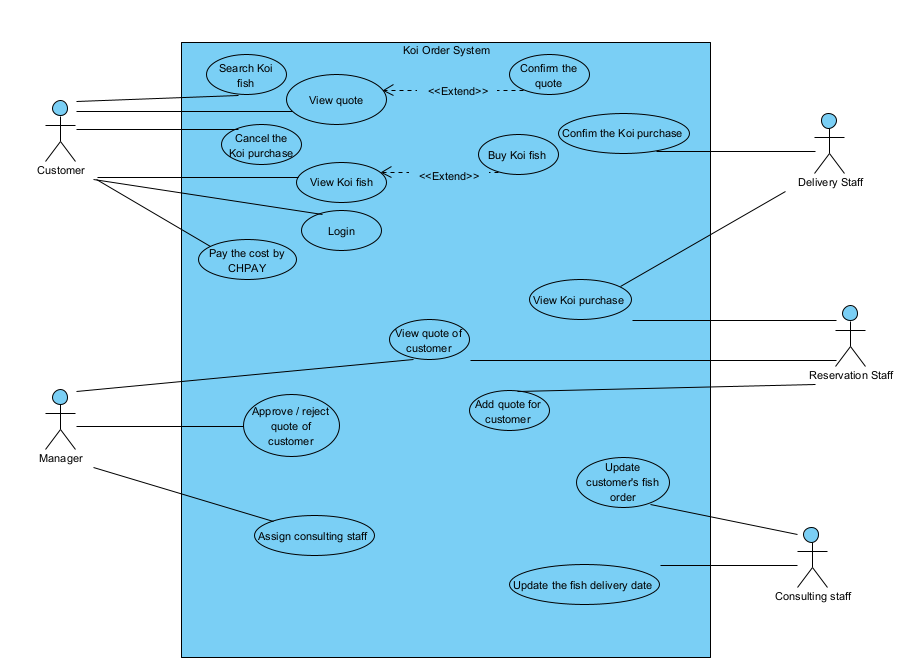 Koi Order System
Search Koi
fish
View quote
<<Extend>>
Confirm the
quote
Customer
Cancel the
Koi purchase
Confim the Koi purchase
Delivery Staff
View Koi fish
<<Extend>>
Buy Koi fish
Login
Pay the cost by
CHPAY
View Koi purchase
View quote of
customer
Reservation Staff
Add quote for
customer
Approve / reject
quote of
customer
Manager
Update
customer's fish
order
Assign consulting staff
Update the fish delivery date
Consulting staff